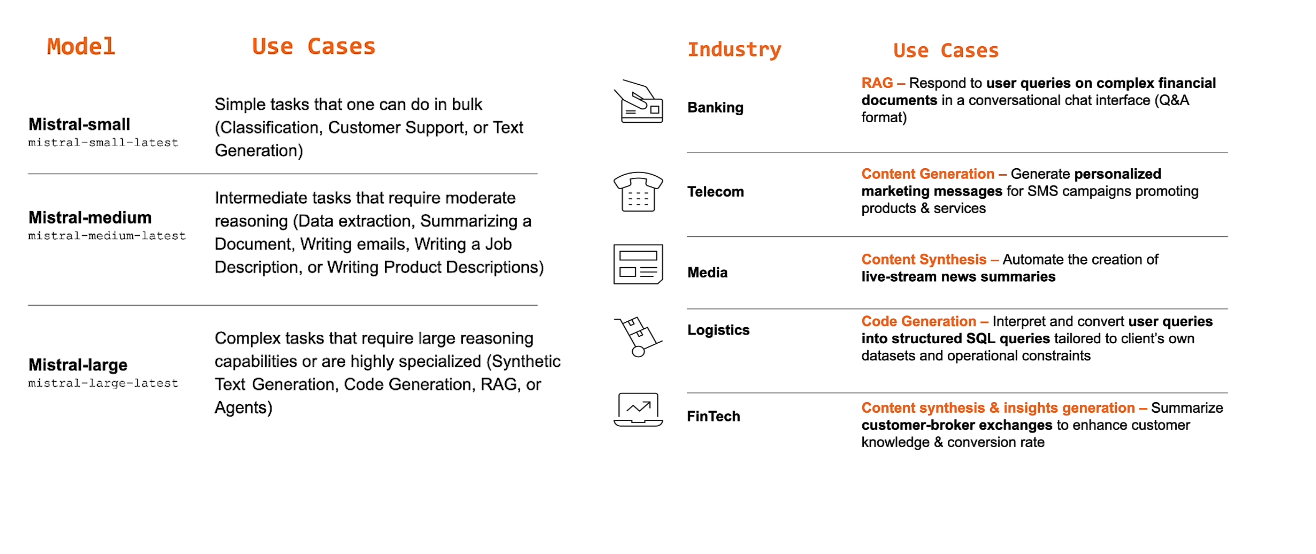 Model
Use Cases
Mistral-small
mistral-small-latest
Simple tasks that one can do in bulk
(Classification, Customer Support, or Text
Generation)
Mistral-medium
mistral-medium-latest
Intermediate tasks that require moderate
reasoning (Data extraction, Summarizing a
Document, Writing emails, Writing a Job
Description, or Writing Product Descriptions)
Mistral-large
mistral-large-latest
Complex tasks that require large reasoning
capabilities or are highly specialized (Synthetic
Text Generation, Code Generation, RAG, or
Agents)
Industry
Use Cases
Banking
RAG – Respond to user queries on complex financial
documents in a conversational chat interface (Q&A
format)
Telecom
Content Generation – Generate personalized
marketing messages for SMS campaigns promoting
products & services
Media
Content Synthesis – Automate the creation of
live-stream news summaries
Logistics
Code Generation – Interpret and convert user queries
into structured SQL queries tailored to client's own
datasets and operational constraints
FinTech
Content synthesis & insights generation – Summarize
customer-broker exchanges to enhance customer
knowledge & conversion rate